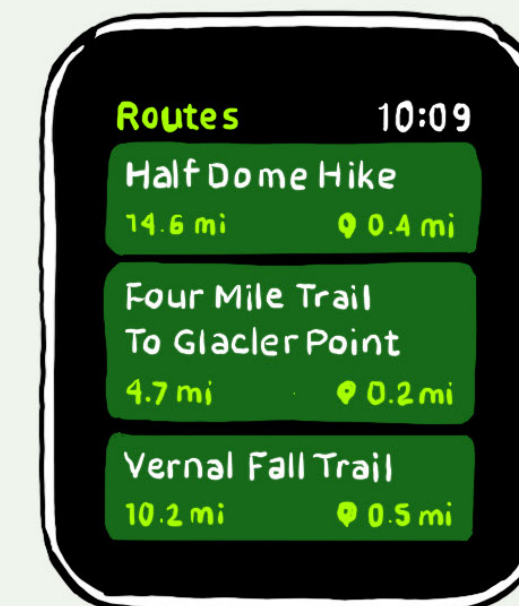 Routes 10:09
Half Dome Hike
14.6 mi 0.4 mi
Four Mile Trail
To Glacler Point
4.7 mi 0.2 mi
Vernal Fall Trail
10.2 mi 0.5 mi